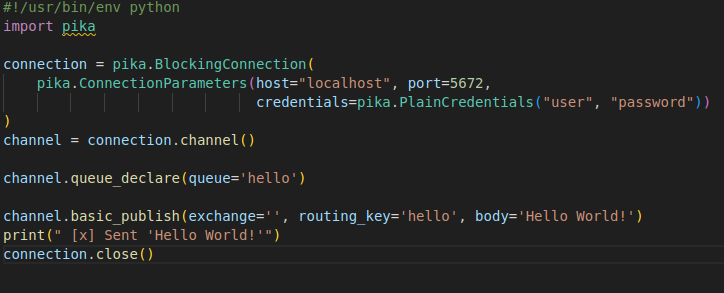 #!/usr/bin/env python
import pika
connection = pika.BlockingConnection(
    pika.ConnectionParameters(host="localhost", port=5672,
                              credentials=pika.PlainCredentials("user", "password"))
)
channel = connection.channel()
channel.queue_declare(queue='hello')
channel.basic_publish(exchange='', routing_key='hello', body='Hello World!')
print(" [x] Sent 'Hello World!'")
connection.close()